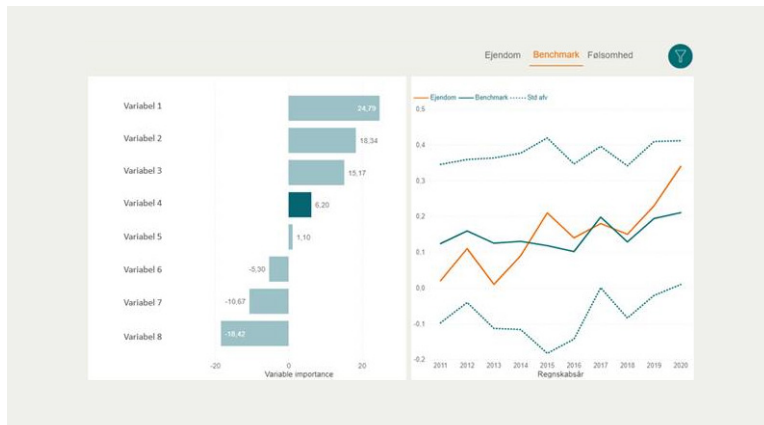 Ejendom Benchmark Følsomhed
Variabel 1
24,79
Variabel 2
18,34
Variabel 3
15,17
Variabel 4
6,20
Variabel 5
1,10
Variabel 6
-5,30
Variabel 7
-10,67
Variabel 8
-18,42
-20 0 20
Variable importance
Ejendom Benchmark Std afv
0,5
0,4
0,3
0,2
0,1
0,0
-0,1
-0,2
2011 2012 2013 2014 2015 2016 2017 2018 2019 2020
Regnskabsår